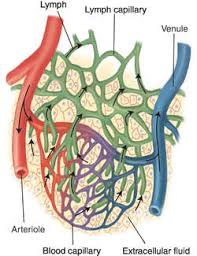 Lymph
Lymph capillary
Venule
Arteriole
Blood capillary
Extracellular fluid